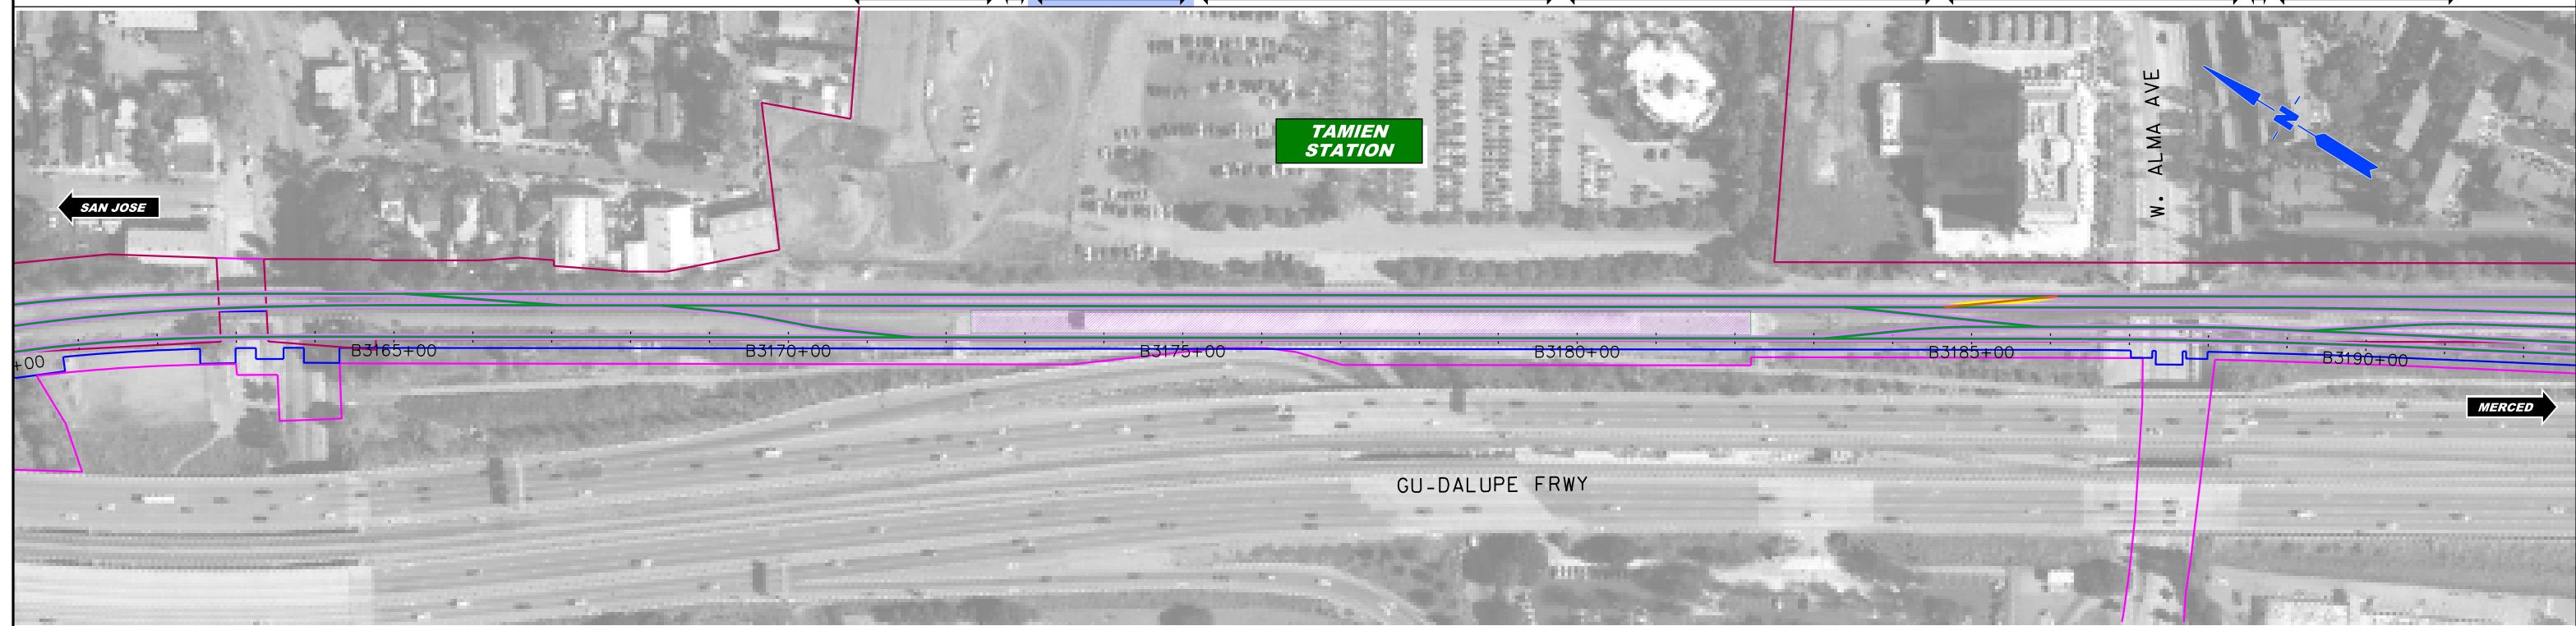 TAMIEN
STATION
W. ALMA AVE
N
SAN JOSE
+00
B3165+00
B3170+00
B3175+00
B3180+00
B3185+00
B3190+00
MERCED
GU-DALUPE FRWY